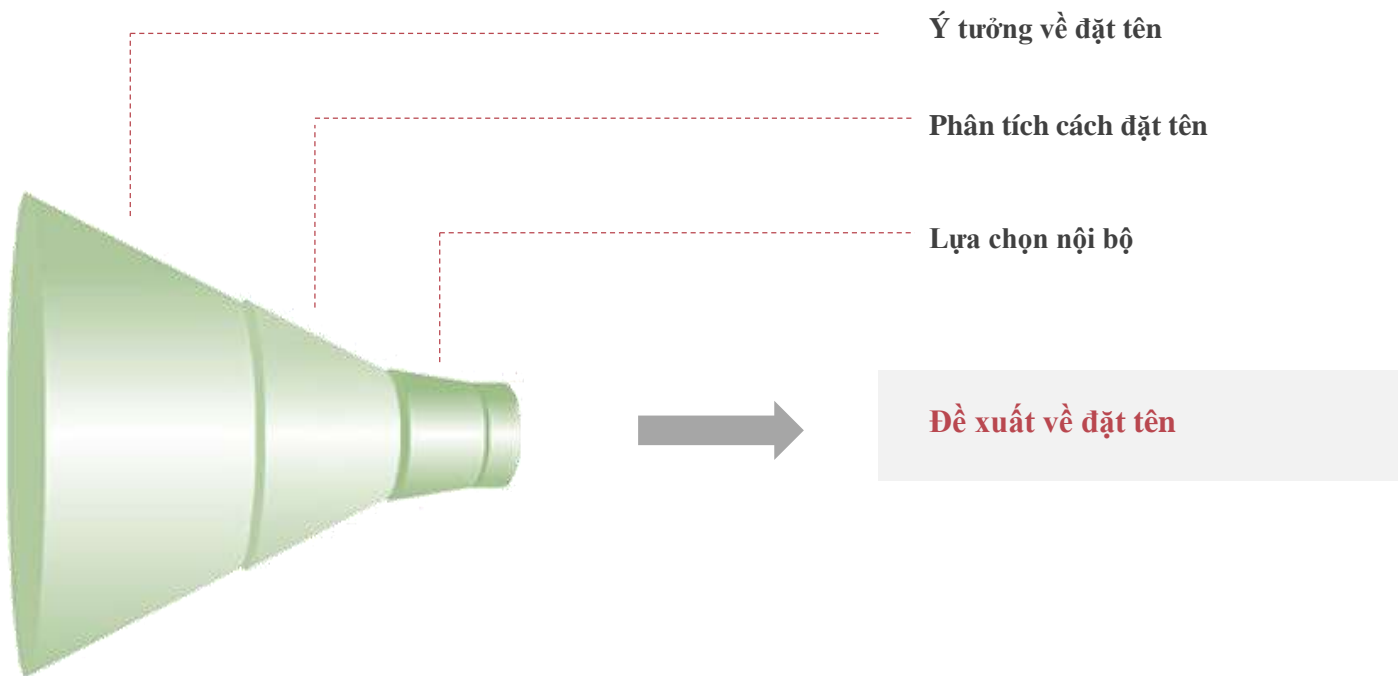 Ý tưởng về đặt tên
Phân tích cách đặt tên
Lựa chọn nội bộ
Đề xuất về đặt tên